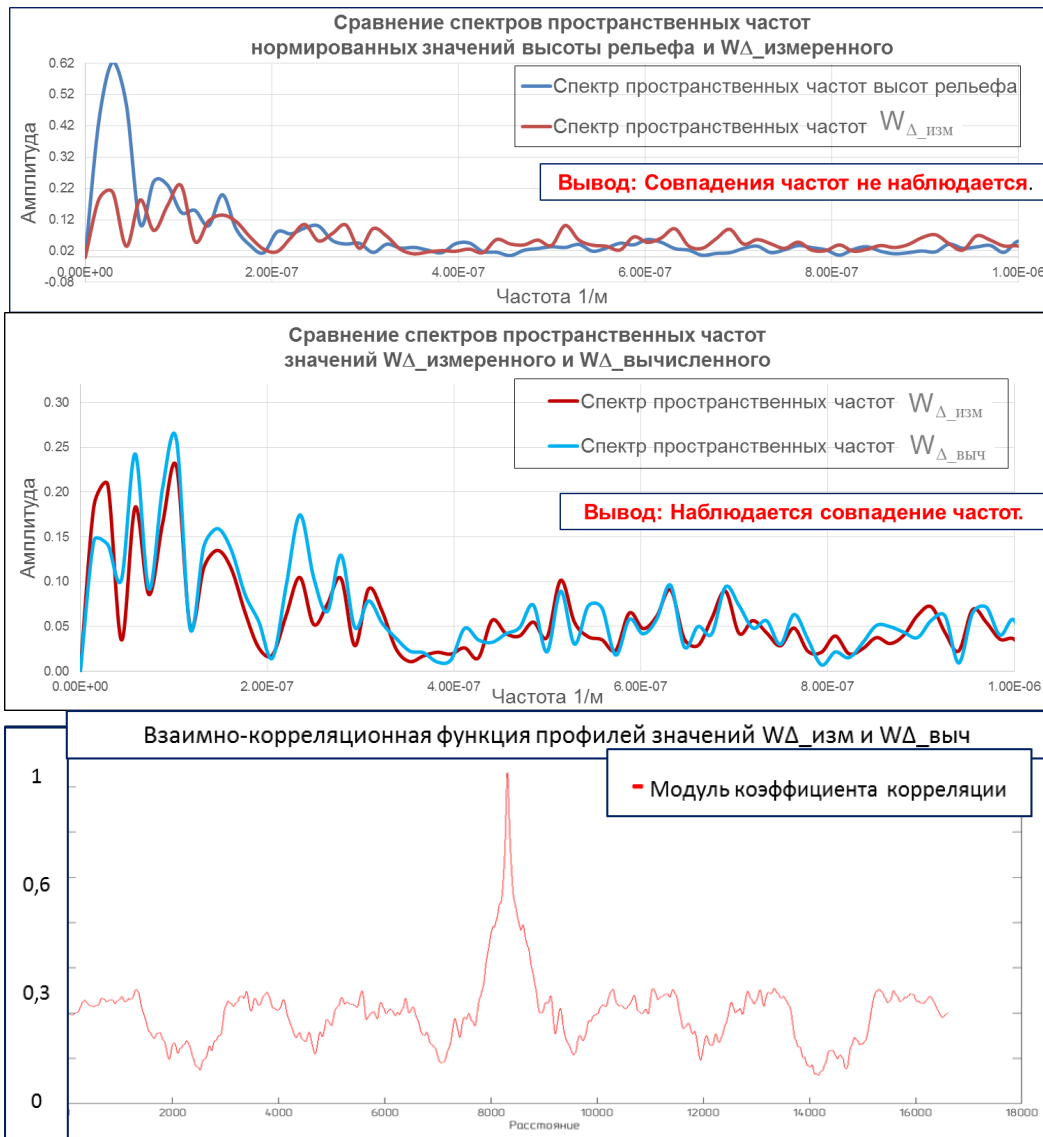 Сравнение спектров пространственных частот
нормированных значений высоты рельефа и WΔ_измеренного
Спектр пространственных частот высот рельефа
Спектр пространственных частот W Δ_изм
Вывод: Совпадения частот не наблюдается.
Амплитуда
0.62
0.52
0.42
0.32
0.22
0.12
0.02
-0.08
0.00E+00 2.00E-07 4.00E-07 6.00E-07 8.00E-07 1.00E-06
Частота 1/м
Сравнение спектров пространственных частот
значений WΔ_измеренного и WΔ_вычисленного
Спектр пространственных частот W Δ_изм
Спектр пространственных частот W Δ_выч
Вывод: Наблюдается совпадение частот.
Амплитуда
0.30
0.25
0.20
0.15
0.10
0.05
0.00
0.00E+00 2.00E-07 4.00E-07 6.00E-07 8.00E-07 1.00E-06
Частота 1/м
Взаимно-корреляционная функция профилей значений WΔ_изм и WΔ_выч
Модуль коэффициента корреляции
1
0,6
0,3
0
2000 4000 6000 8000 10000 12000 14000 16000 18000
Расстояние